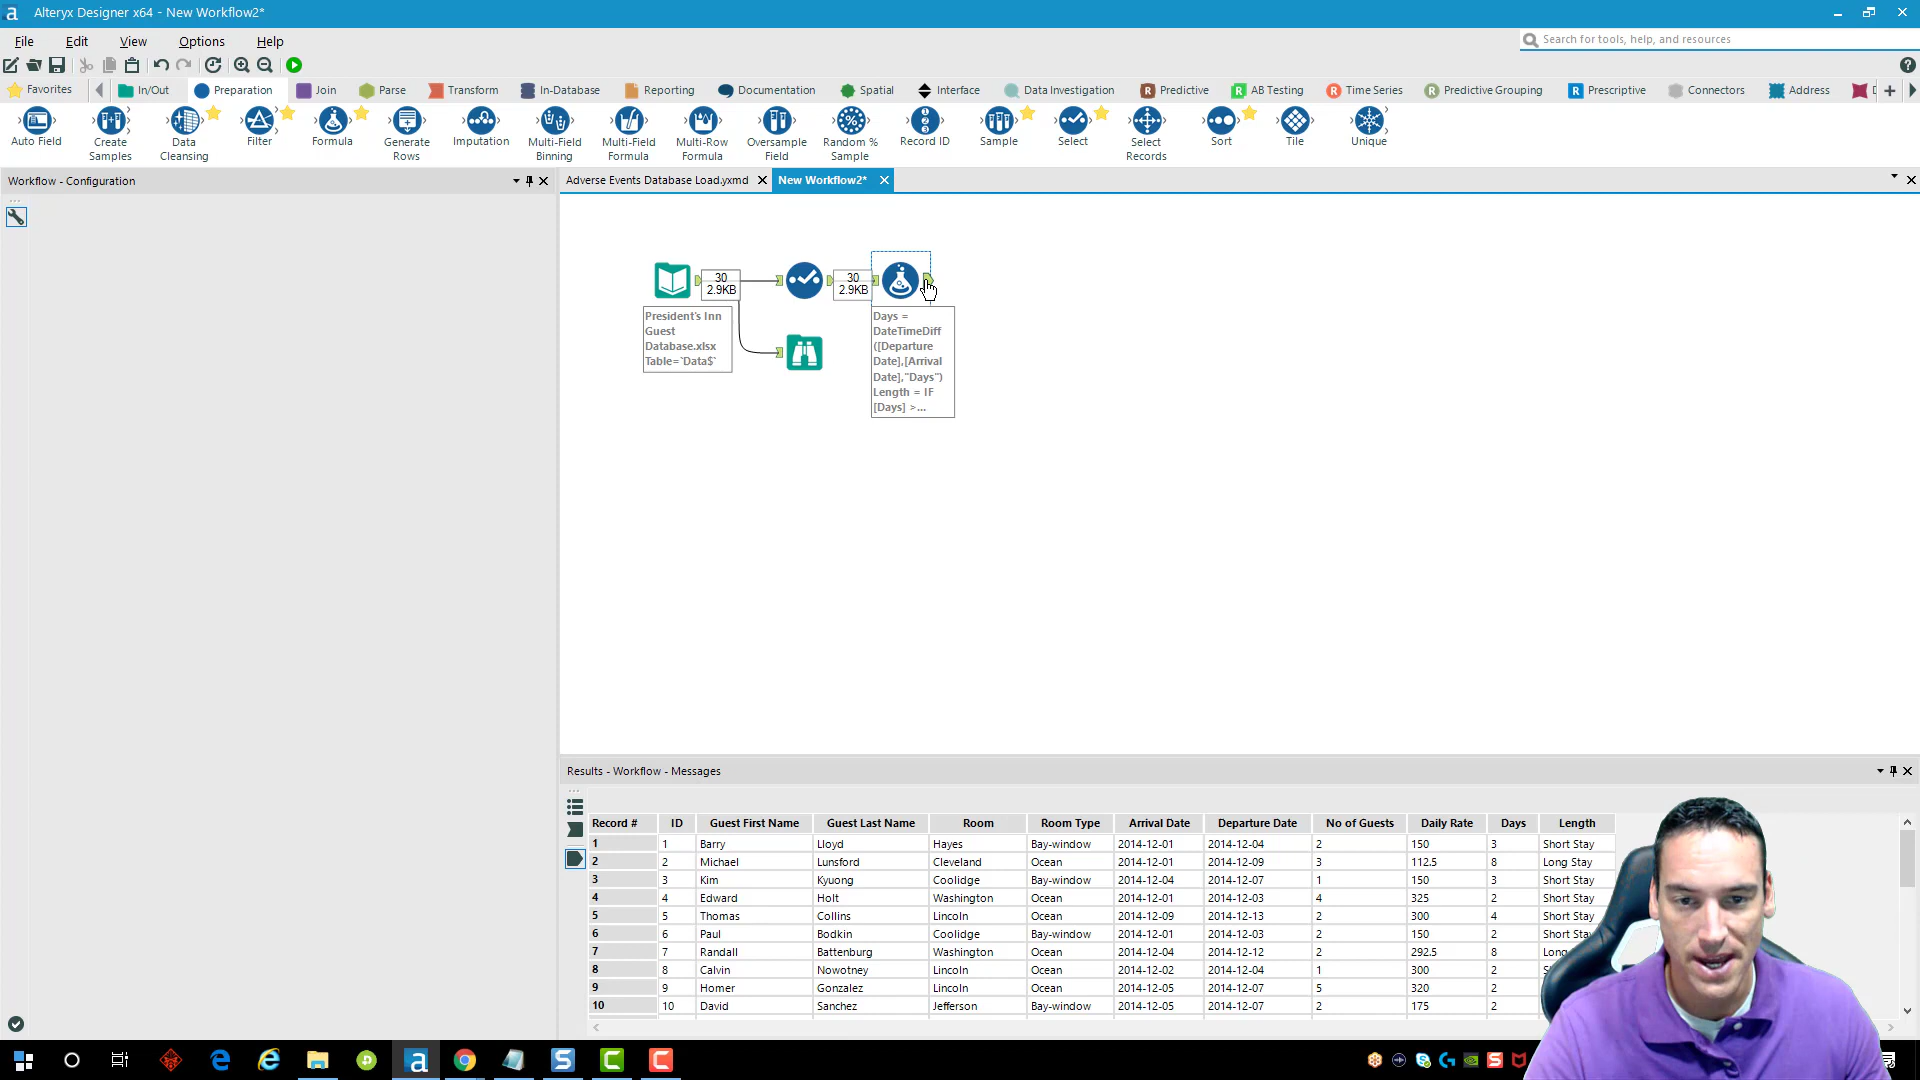 Alteryx Designer x64 - New Workflow2*
File Edit View Options Help
Search for tools, help, and resources
Favorites In/Out Preparation Join Parse Transform In-Database Reporting Documentation Spatial Interface Data Investigation Predictive AB Testing Time Series Predictive Grouping Prescriptive Connectors Address
Auto Field Create Samples Data Cleansing Filter Formula Generate Rows Imputation Multi-Field Binning Multi-Field Formula Multi-Row Formula Oversample Field Random % Sample Record ID Sample Select Select Records Sort Tile Unique
Workflow - Configuration
Adverse Events Database Load.yxmd New Workflow2*
30
2.9KB
30
2.9KB
President's Inn
Guest
Database.xlsx
Table=`Data$`
Days =
DateTimeDiff
([Departure
Date],[Arrival
Date],"Days")
Length = IF
[Days] >...
Results - Workflow - Messages
Record # ID Guest First Name Guest Last Name Room Room Type Arrival Date Departure Date No of Guests Daily Rate Days Length
1 1 Barry Lloyd Hayes Bay-window 2014-12-01 2014-12-04 2 150 3 Short Stay
2 2 Michael Lunsford Cleveland Ocean 2014-12-01 2014-12-09 3 112.5 8 Long Stay
3 3 Kim Kyuong Coolidge Bay-window 2014-12-04 2014-12-07 1 150 3 Short Stay
4 4 Edward Holt Washington Ocean 2014-12-01 2014-12-03 4 325 2 Short Stay
5 5 Thomas Collins Lincoln Ocean 2014-12-09 2014-12-13 2 300 4 Short Stay
6 6 Paul Bodkin Coolidge Bay-window 2014-12-01 2014-12-03 2 150 2 Short Stay
7 7 Randall Battenburg Washington Ocean 2014-12-04 2014-12-12 2 292.5 8 Long
8 8 Calvin Nowotney Lincoln Ocean 2014-12-02 2014-12-04 1 300 2
9 9 Homer Gonzalez Lincoln Ocean 2014-12-05 2014-12-07 5 320 2
10 10 David Sanchez Jefferson Bay-window 2014-12-05 2014-12-07 2 175 2